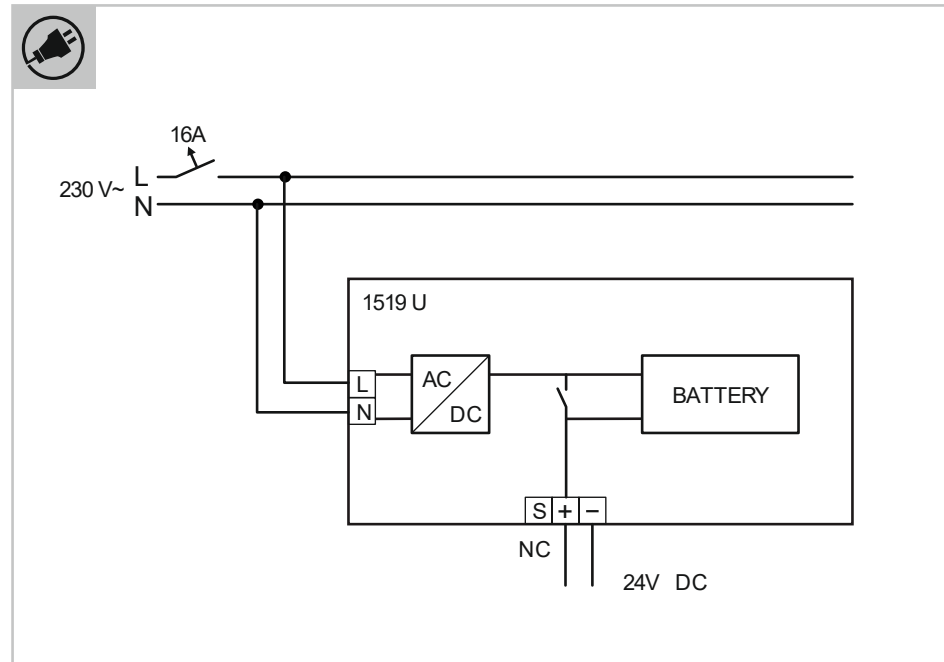 16A
230 V~ L
N
1519 U
L AC
N DC
BATTERY
S + −
NC
24V DC